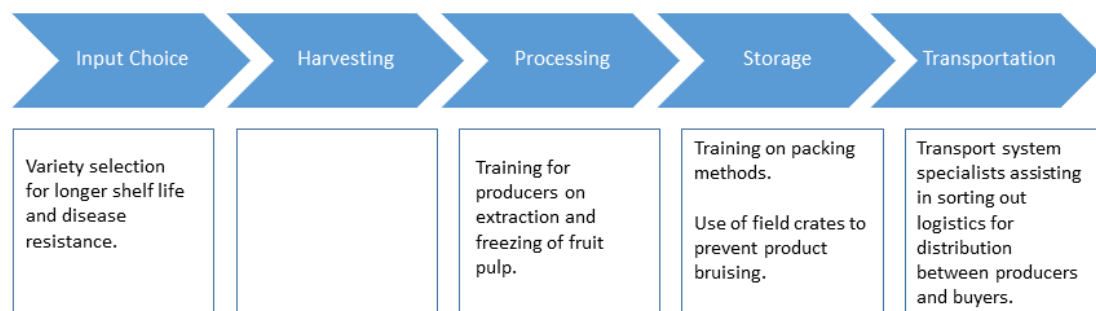 Input Choice
Harvesting
Processing
Storage
Transportation
Variety selection
for longer shelf life
and disease
resistance.
Training for
producers on
extraction and
freezing of fruit
pulp.
Training on packing
methods.
Use of field crates to
prevent product
bruising.
Transport system
specialists assisting
in sorting out
logistics for
distribution
between producers
and buyers.